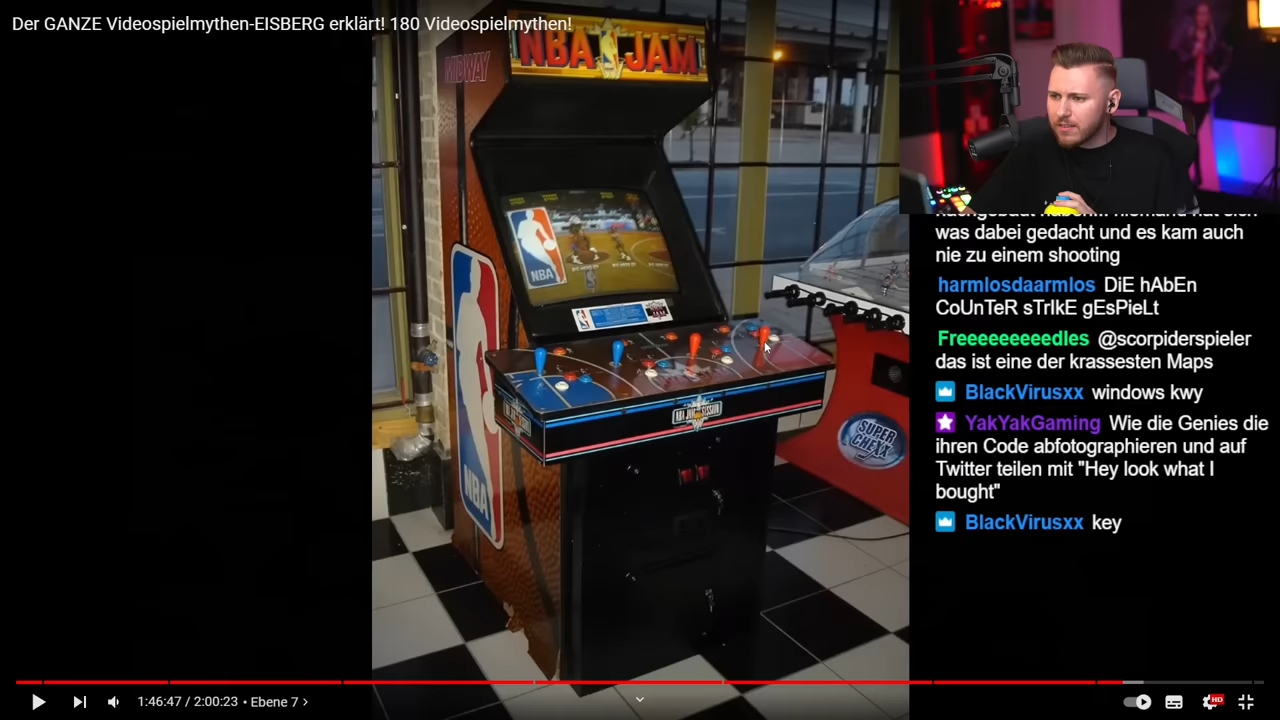 Der GANZE Videospielmythen-EISBERG erklärt! 180 Videospielmythen!
NBA JAM
MIDWAY
NBA
NBA
SUPER
CHEXX
was dabei gedacht und es kam auch
nie zu einem shooting
harmlosdaarmlos DiE hAbEn
CoUnTeR sTrIkE gEsPieLt
Freeeeeeeeedles @scorpiderspieler
das ist eine der krassesten Maps
BlackVirusxx windows kwy
YakYakGaming Wie die Genies die
ihren Code abfotographieren und auf
Twitter teilen mit "Hey look what I
bought"
BlackVirusxx key
1:46:47 / 2:00:23 • Ebene 7 >
HD